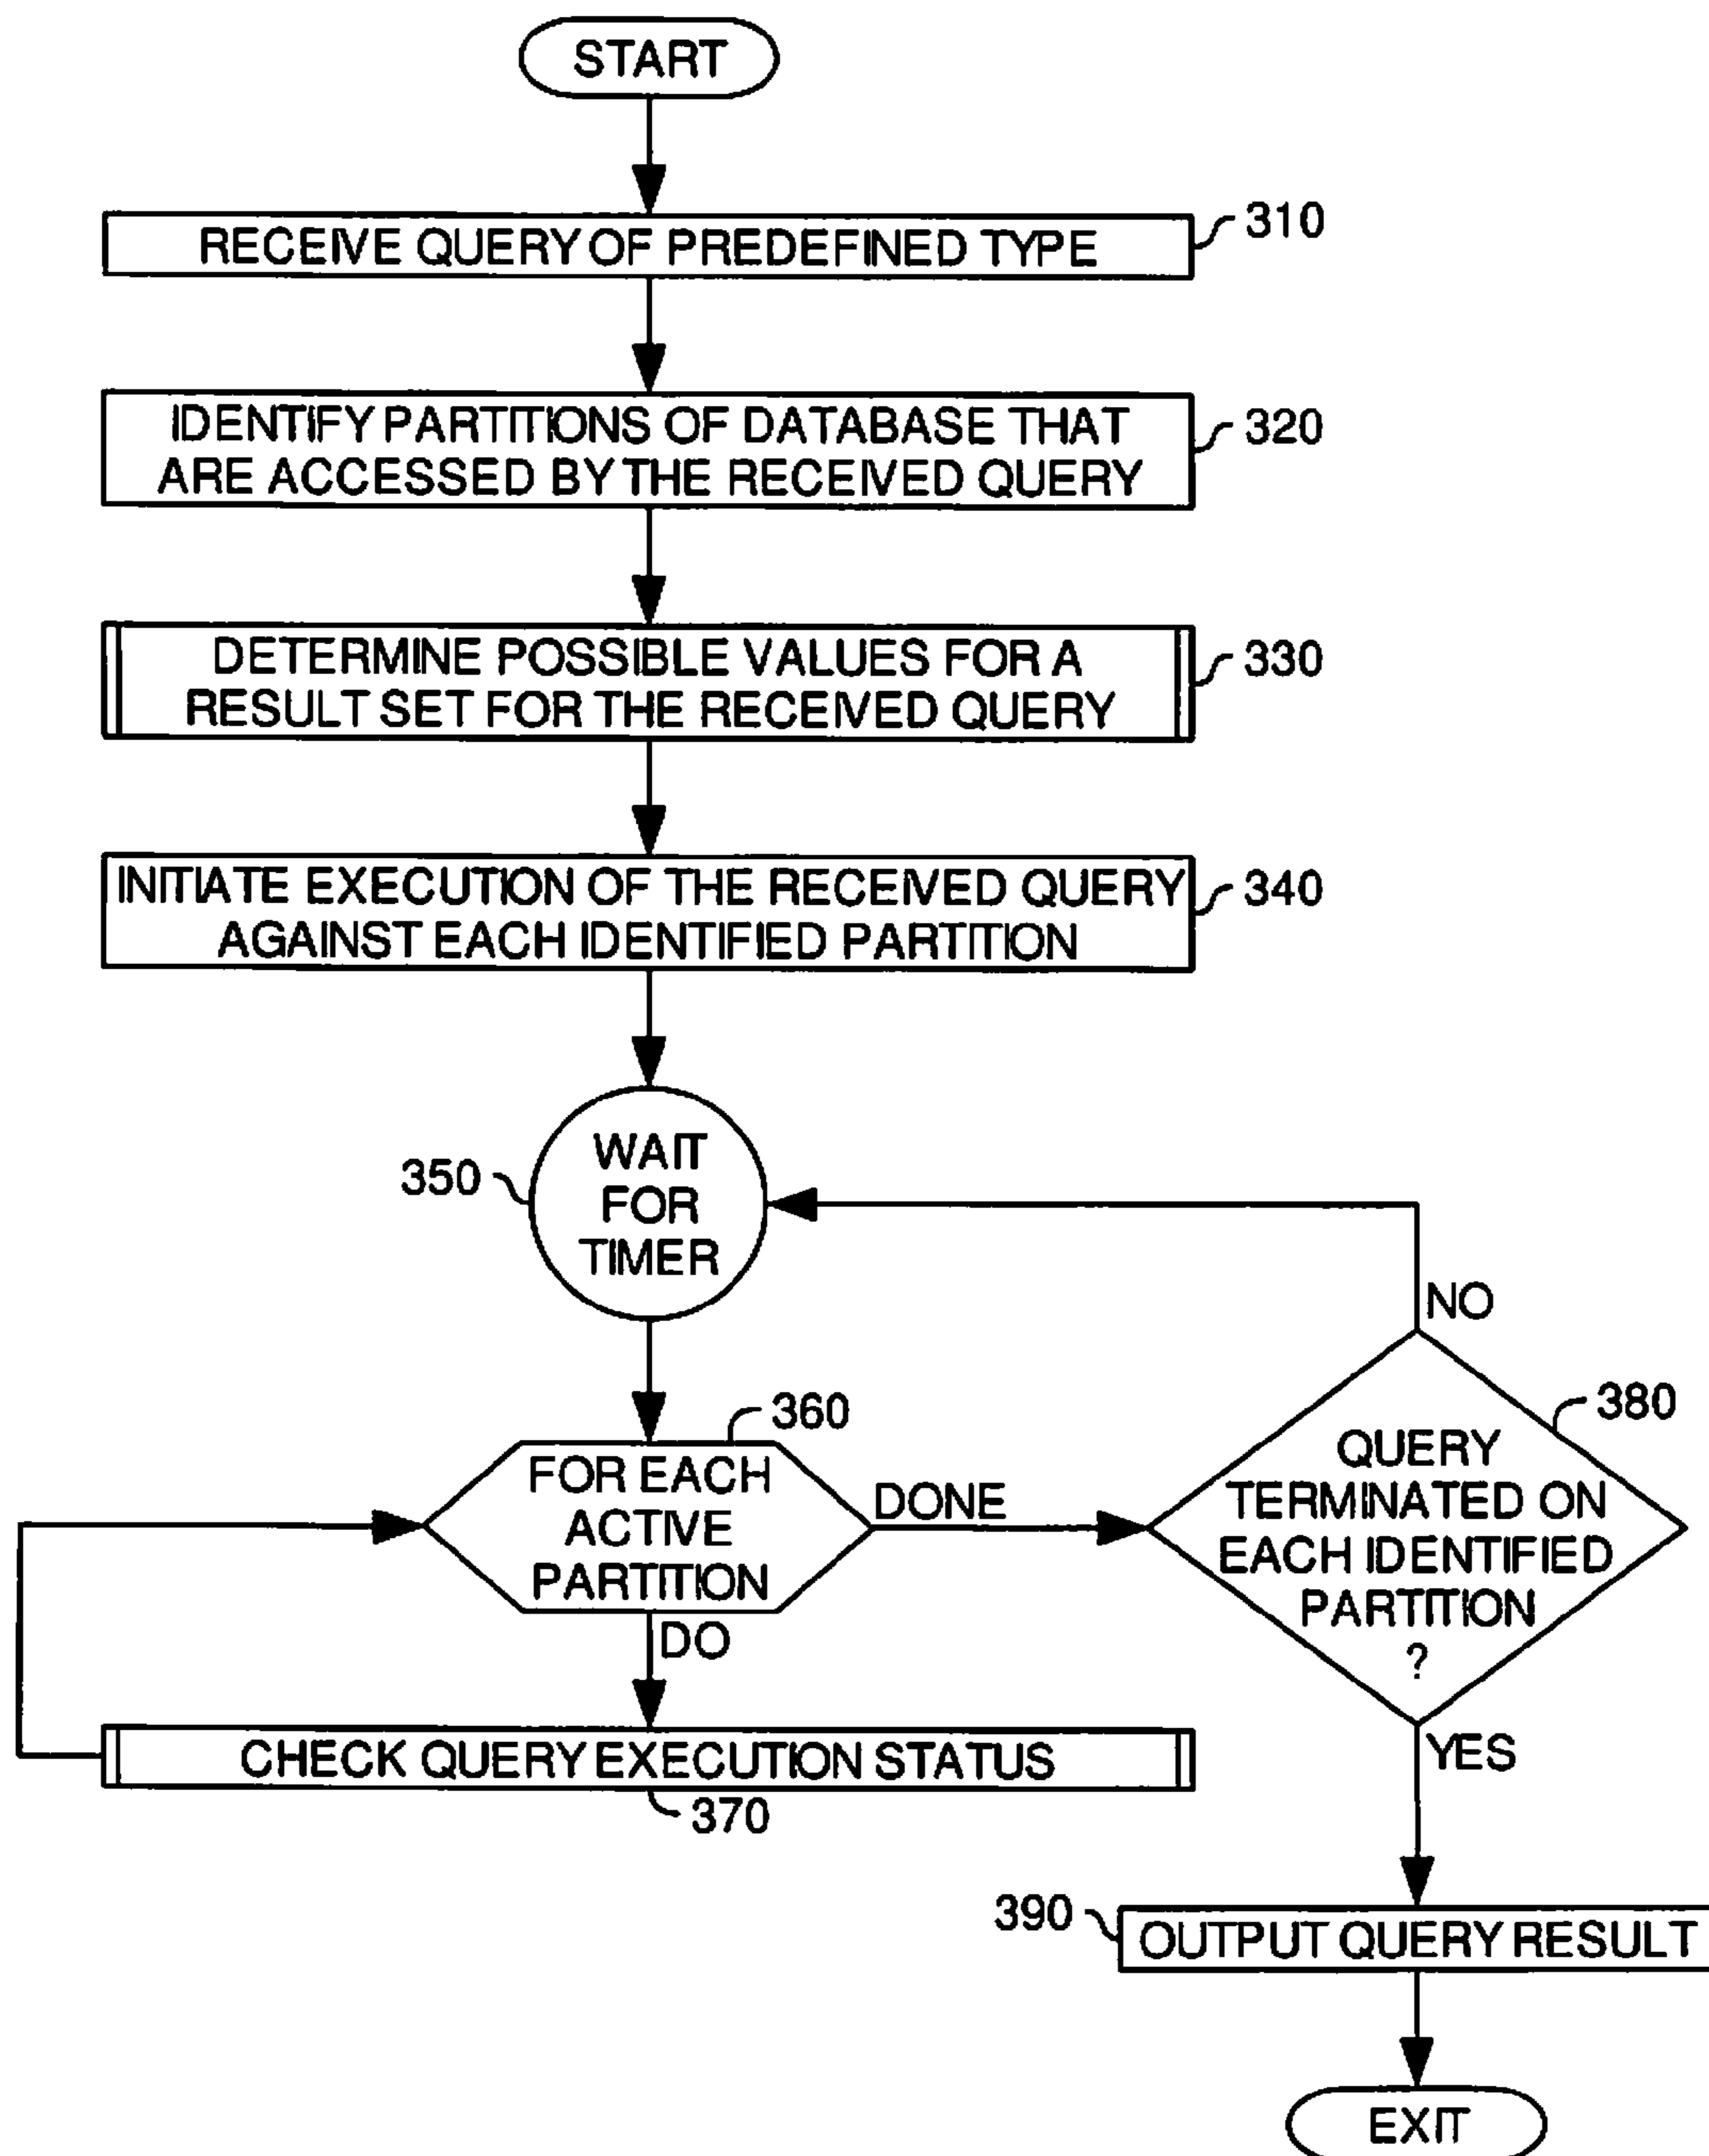 START
RECEIVE QUERY OF PREDEFINED TYPE
310
IDENTIFY PARTITIONS OF DATABASE THAT
ARE ACCESSED BY THE RECEIVED QUERY
320
DETERMINE POSSIBLE VALUES FOR A
RESULT SET FOR THE RECEIVED QUERY
330
INITIATE EXECUTION OF THE RECEIVED QUERY
AGAINST EACH IDENTIFIED PARTITION
340
350
WAIT
FOR
TIMER
NO
360
FOR EACH
ACTIVE
PARTITION
DONE
DO
380
QUERY
TERMINATED ON
EACH IDENTIFIED
PARTITION
?
YES
CHECK QUERY EXECUTION STATUS
370
390
OUTPUT QUERY RESULT
EXIT